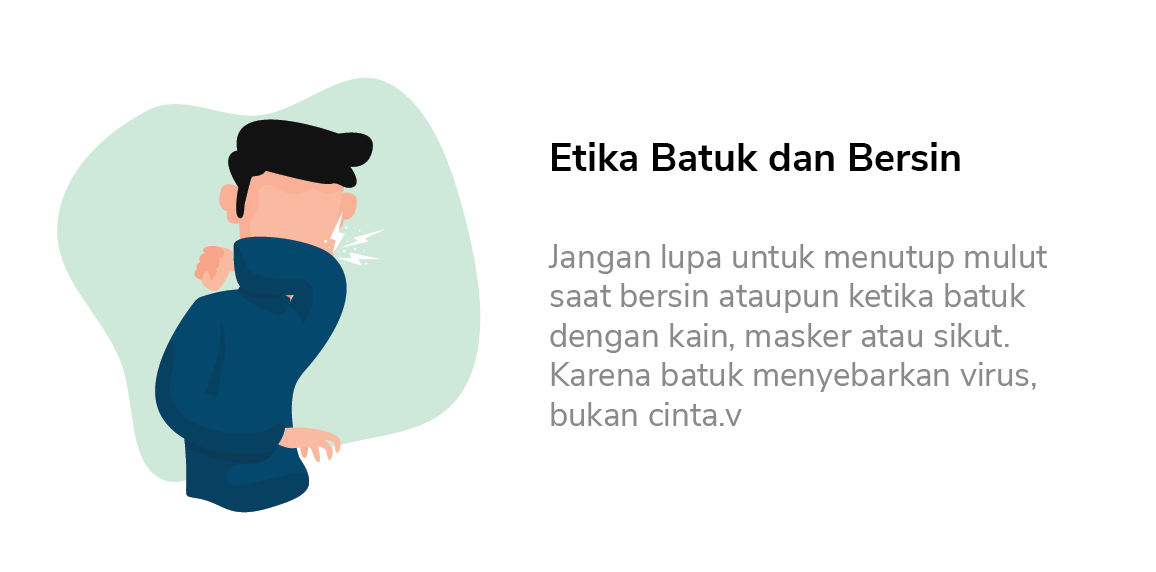 Etika Batuk dan Bersin
Jangan lupa untuk menutup mulut
saat bersin ataupun ketika batuk
dengan kain, masker atau sikut.
Karena batuk menyebarkan virus,
bukan cinta.v